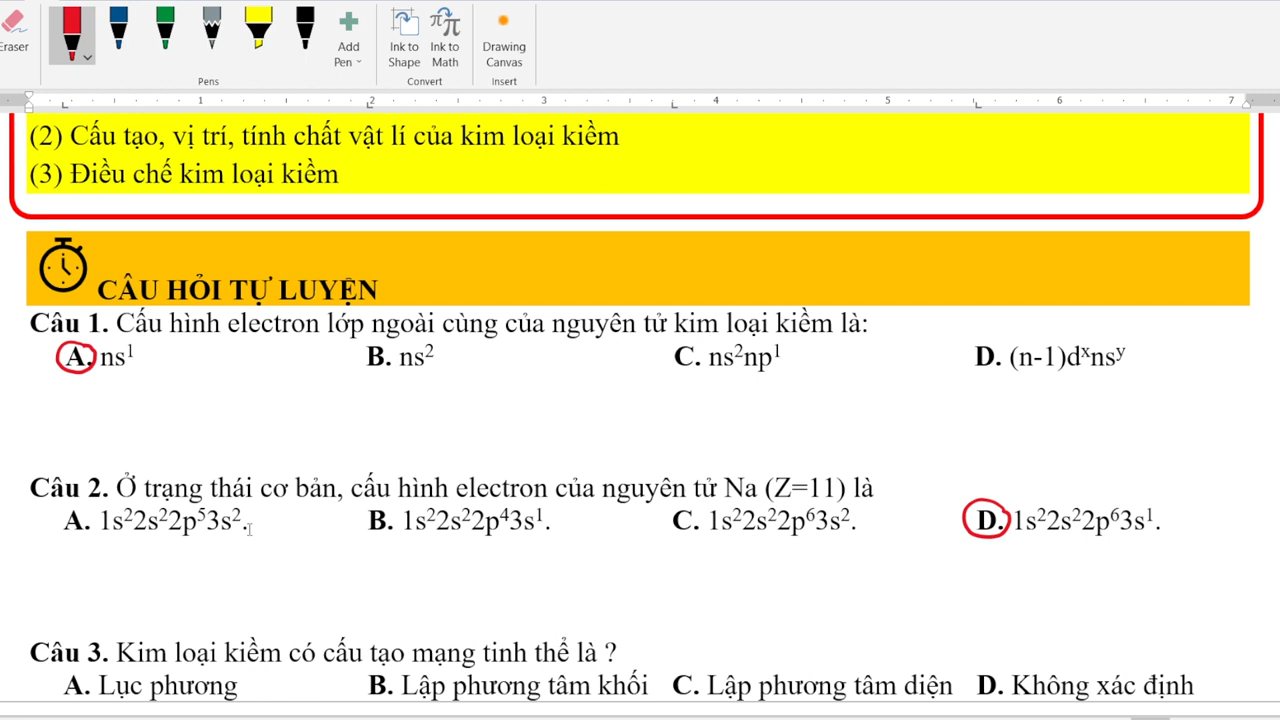 Eraser
Add Pen
Ink to Shape
Ink to Math
Drawing Canvas
Pens
Convert
Insert
1 2 3 4 5 6 7
(2) Cấu tạo, vị trí, tính chất vật lí của kim loại kiềm
(3) Điều chế kim loại kiềm
CÂU HỎI TỰ LUYỆN
Câu 1. Cấu hình electron lớp ngoài cùng của nguyên tử kim loại kiềm là:
A. ns¹ B. ns² C. ns²np¹ D. (n-1)dˣnsʸ
Câu 2. Ở trạng thái cơ bản, cấu hình electron của nguyên tử Na (Z=11) là
A. 1s²2s²2p⁵3s². B. 1s²2s²2p⁴3s¹. C. 1s²2s²2p⁶3s². D. 1s²2s²2p⁶3s¹.
Câu 3. Kim loại kiềm có cấu tạo mạng tinh thể là ?
A. Lục phương B. Lập phương tâm khối C. Lập phương tâm diện D. Không xác định